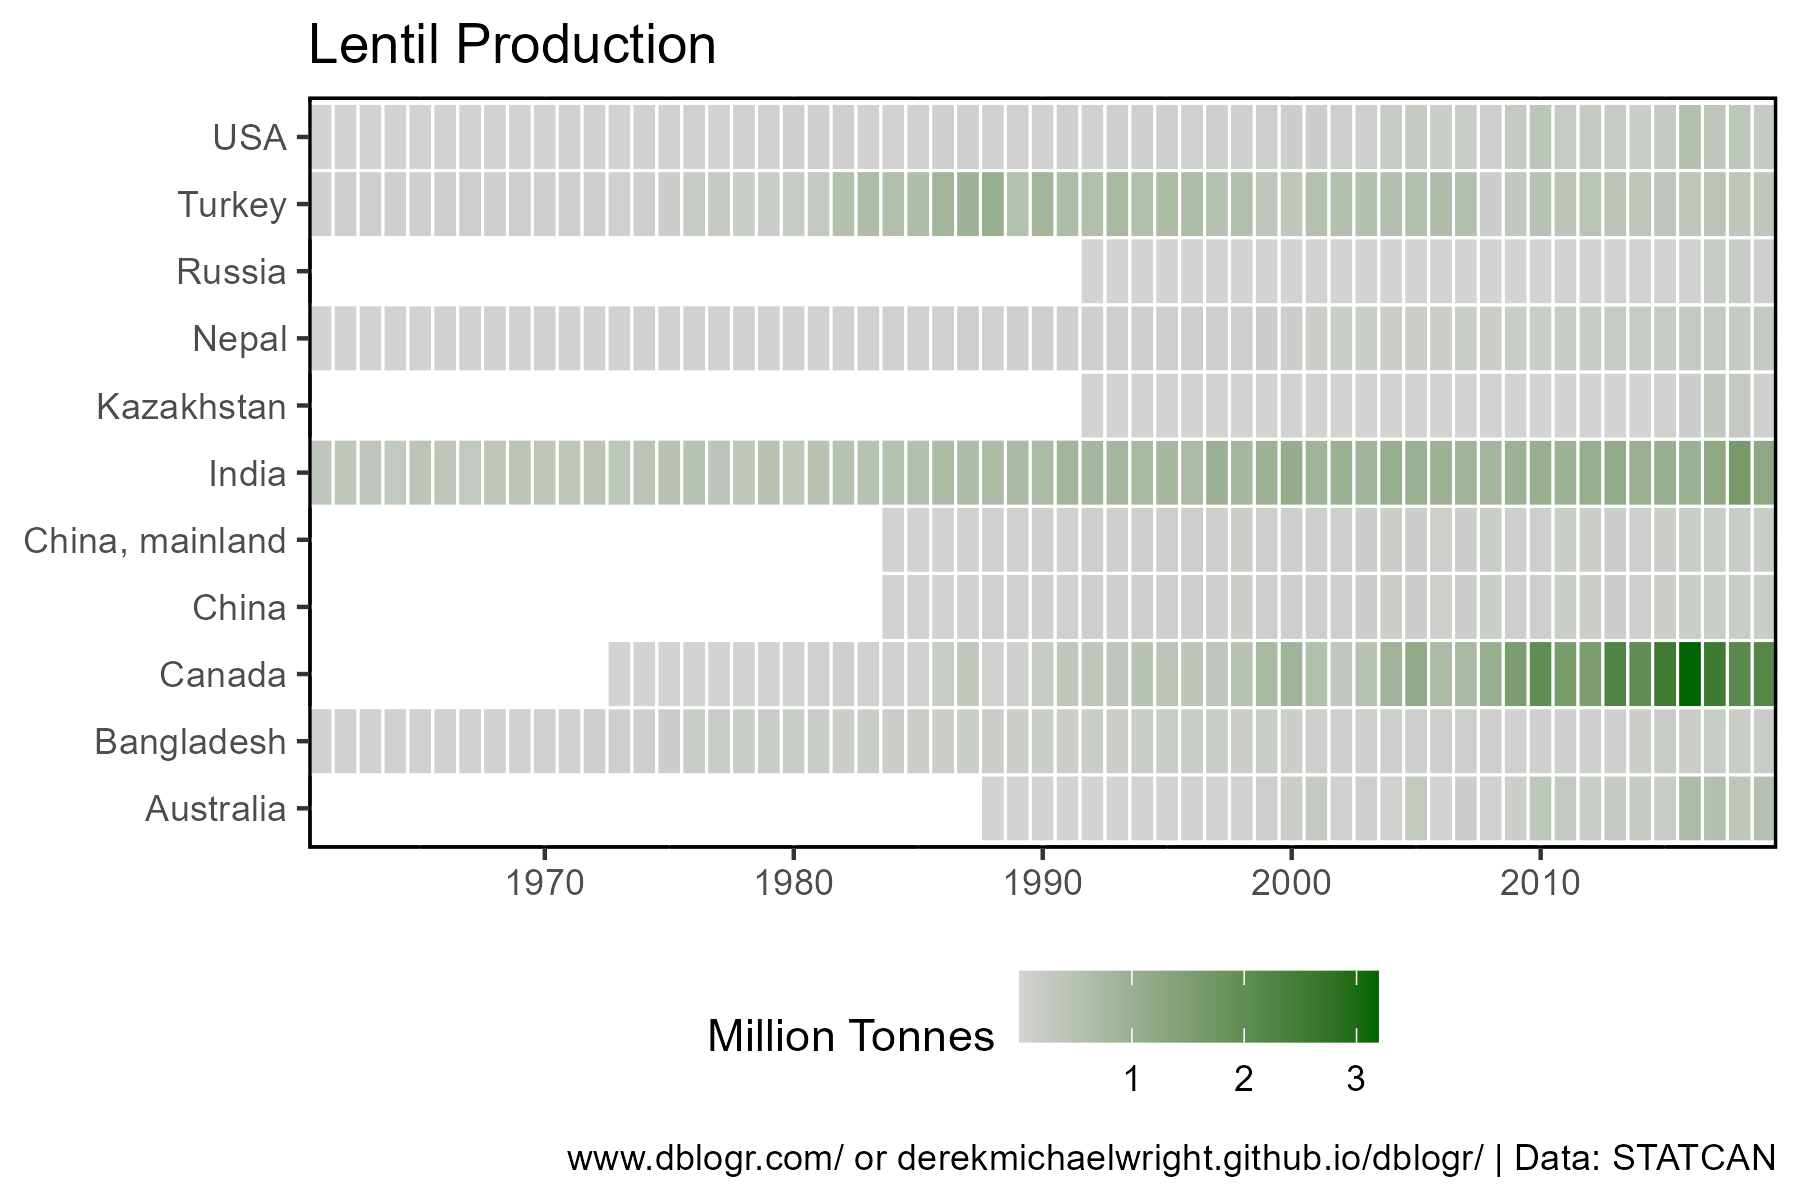 Lentil Production
USA
Turkey
Russia
Nepal
Kazakhstan
India
China, mainland
China
Canada
Bangladesh
Australia
1970 1980 1990 2000 2010
Million Tonnes
1 2 3
www.dblogr.com/ or derekmichaelwright.github.io/dblogr/ | Data: STATCAN